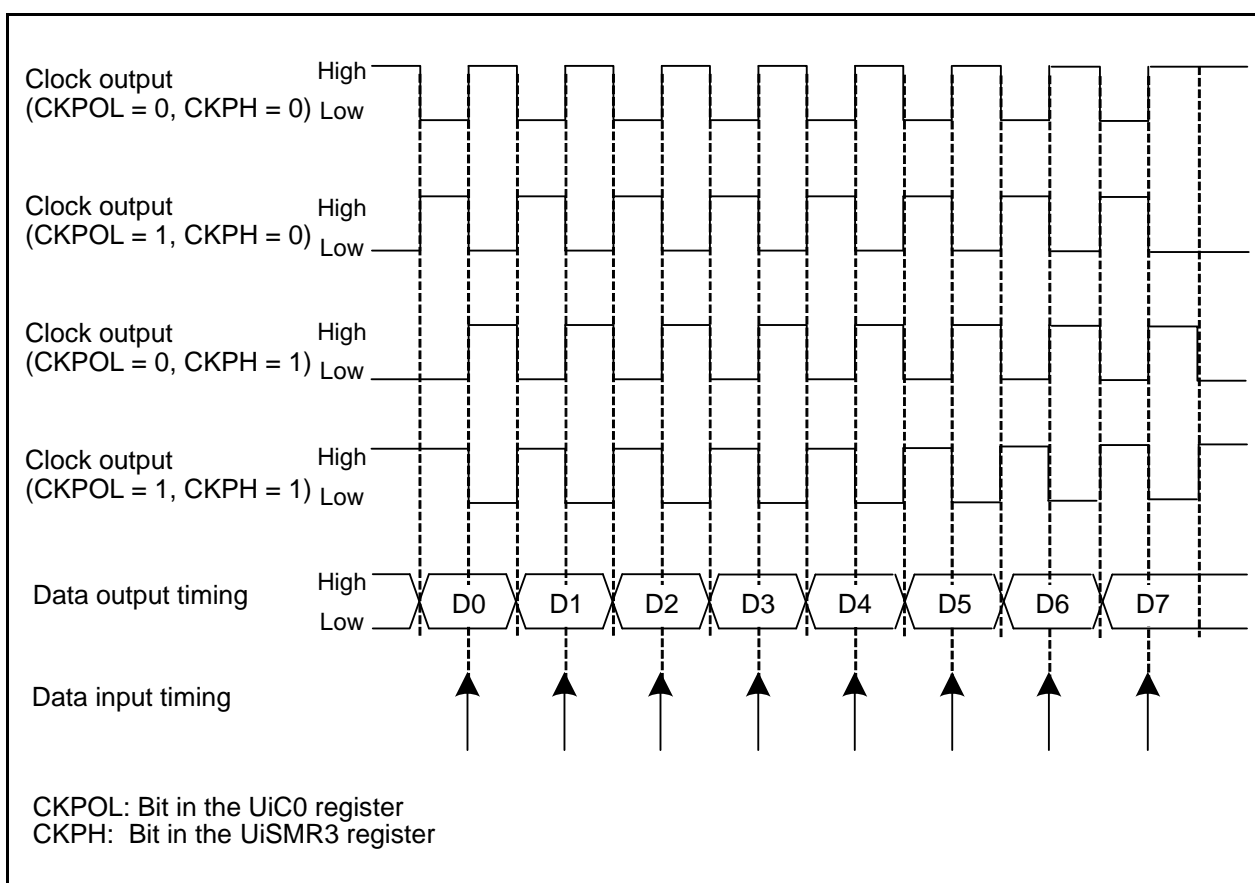 Clock output
(CKPOL = 0, CKPH = 0)
High
Low
Clock output
(CKPOL = 1, CKPH = 0)
High
Low
Clock output
(CKPOL = 0, CKPH = 1)
High
Low
Clock output
(CKPOL = 1, CKPH = 1)
High
Low
Data output timing
High
Low
D0 D1 D2 D3 D4 D5 D6 D7
Data input timing
CKPOL: Bit in the UiC0 register
CKPH: Bit in the UiSMR3 register